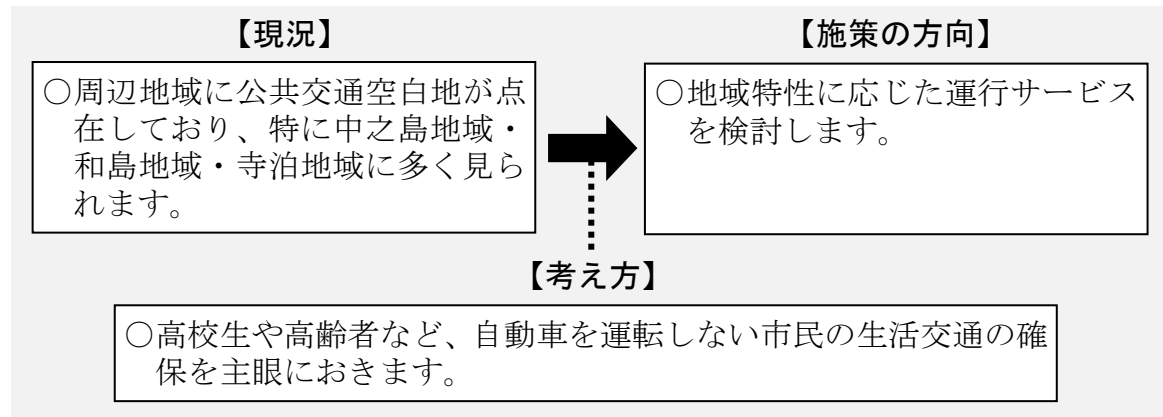 【現況】
○周辺地域に公共交通空白地が点
在しており、特に中之島地域・
和島地域・寺泊地域に多く見ら
れます。
【施策の方向】
○地域特性に応じた運行サービス
を検討します。
【考え方】
○高校生や高齢者など、自動車を運転しない市民の生活交通の確
保を主眼におきます。